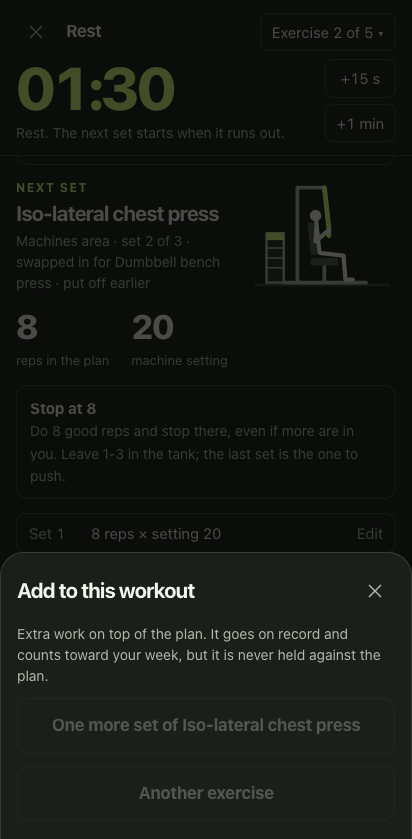 Rest
Exercise 2 of 5 ▾
01:30
+15 s
Rest. The next set starts when it runs out.
+1 min
NEXT SET
Iso-lateral chest press
Machines area · set 2 of 3 ·
swapped in for Dumbbell bench
press · put off earlier
8
20
reps in the plan
machine setting
Stop at 8
Do 8 good reps and stop there, even if more are in
you. Leave 1–3 in the tank; the last set is the one to
push.
Set 1 8 reps × setting 20 Edit
Add to this workout
Extra work on top of the plan. It goes on record and
counts toward your week, but it is never held against the
plan.
One more set of Iso-lateral chest press
Another exercise